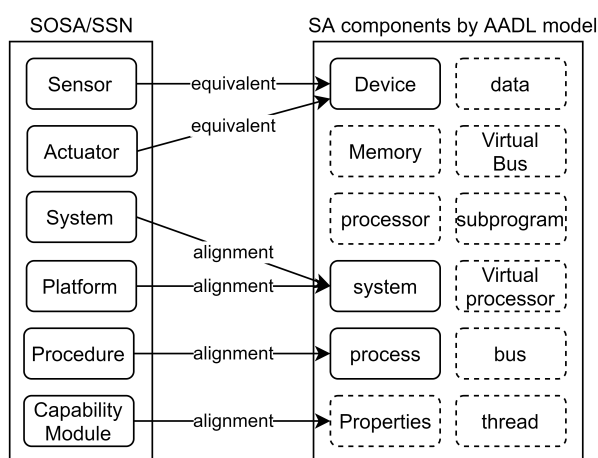 SOSA/SSN
SA components by AADL model
Sensor
equivalent
Device
data
Actuator
equivalent
Memory
Virtual
Bus
System
processor
subprogram
alignment
Platform
alignment
system
Virtual
processor
Procedure
alignment
process
bus
Capability
Module
alignment
Properties
thread